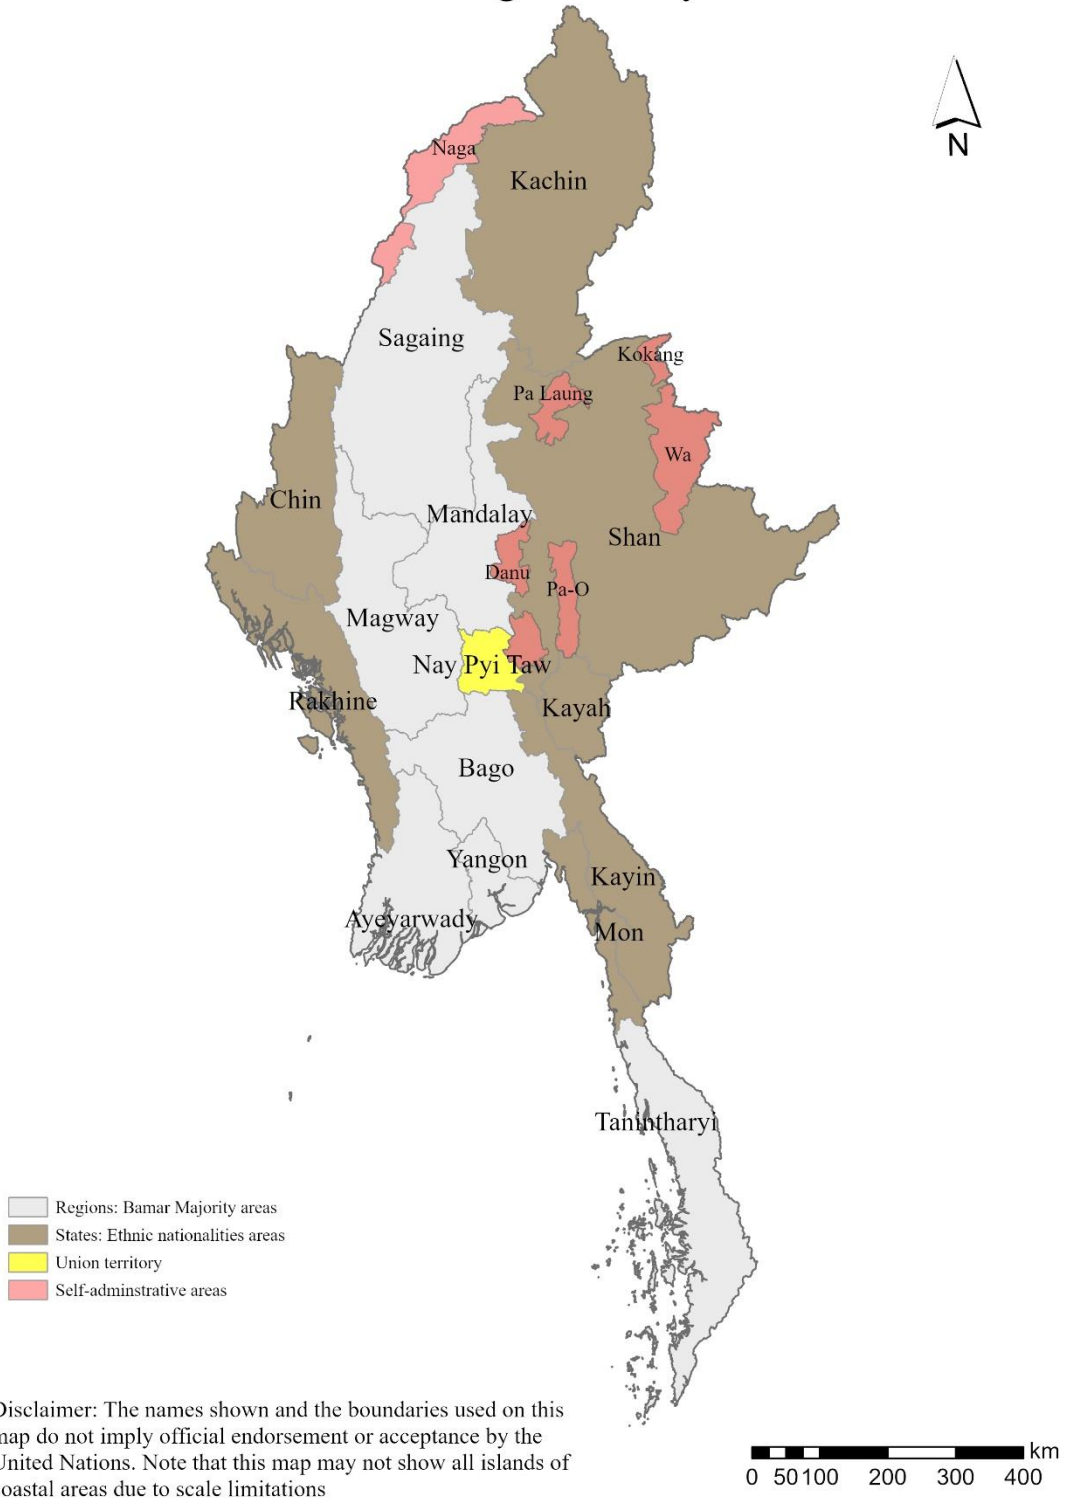 N
Naga
Kachin
Sagaing
Kokang
Pa Laung
Wa
Chin
Mandalay
Shan
Danu
Pa-O
Magway
Nay Pyi Taw
Rakhine
Kayah
Bago
Yangon
Kayin
Ayeyarwady
Mon
Tanintharyi
Regions: Bamar Majority areas
States: Ethnic nationalities areas
Union territory
Self-adminstrative areas
Disclaimer: The names shown and the boundaries used on this
map do not imply official endorsement or acceptance by the
United Nations. Note that this map may not show all islands of
coastal areas due to scale limitations
km
0 50 100 200 300 400